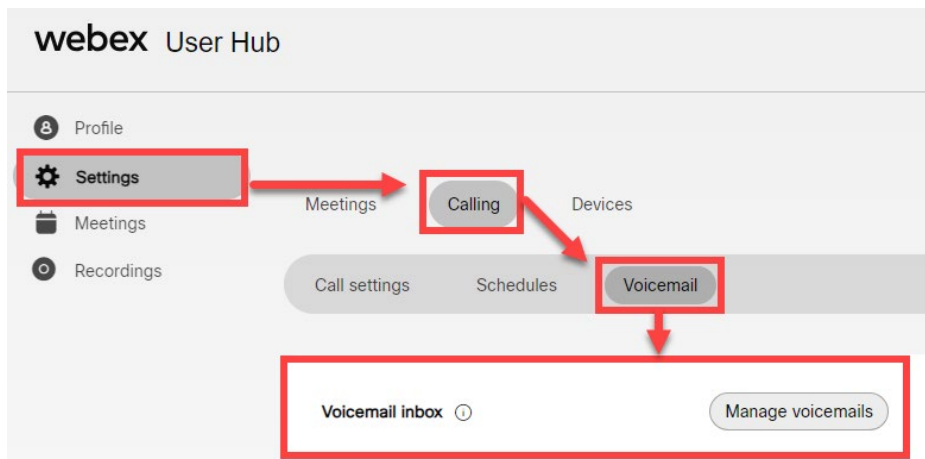 webex User Hub
Profile
Settings
Meetings
Recordings
Meetings Calling Devices
Call settings Schedules Voicemail
Voicemail inbox Manage voicemails